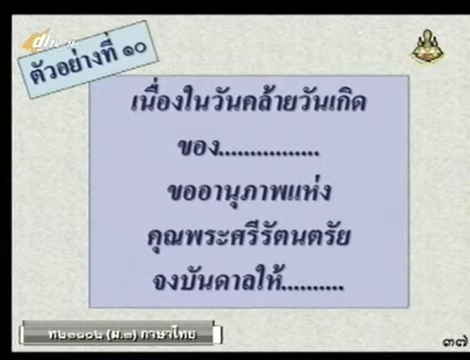 ตัวอย่างที่ ๑๐
เนื่องในวันคล้ายวันเกิด
ของ................
ขออานุภาพแห่ง
คุณพระศรีรัตนตรัย
จงบันดาลให้..........
ท๒๓๑๐๒ (ม.๓) ภาษาไทย
๓๗